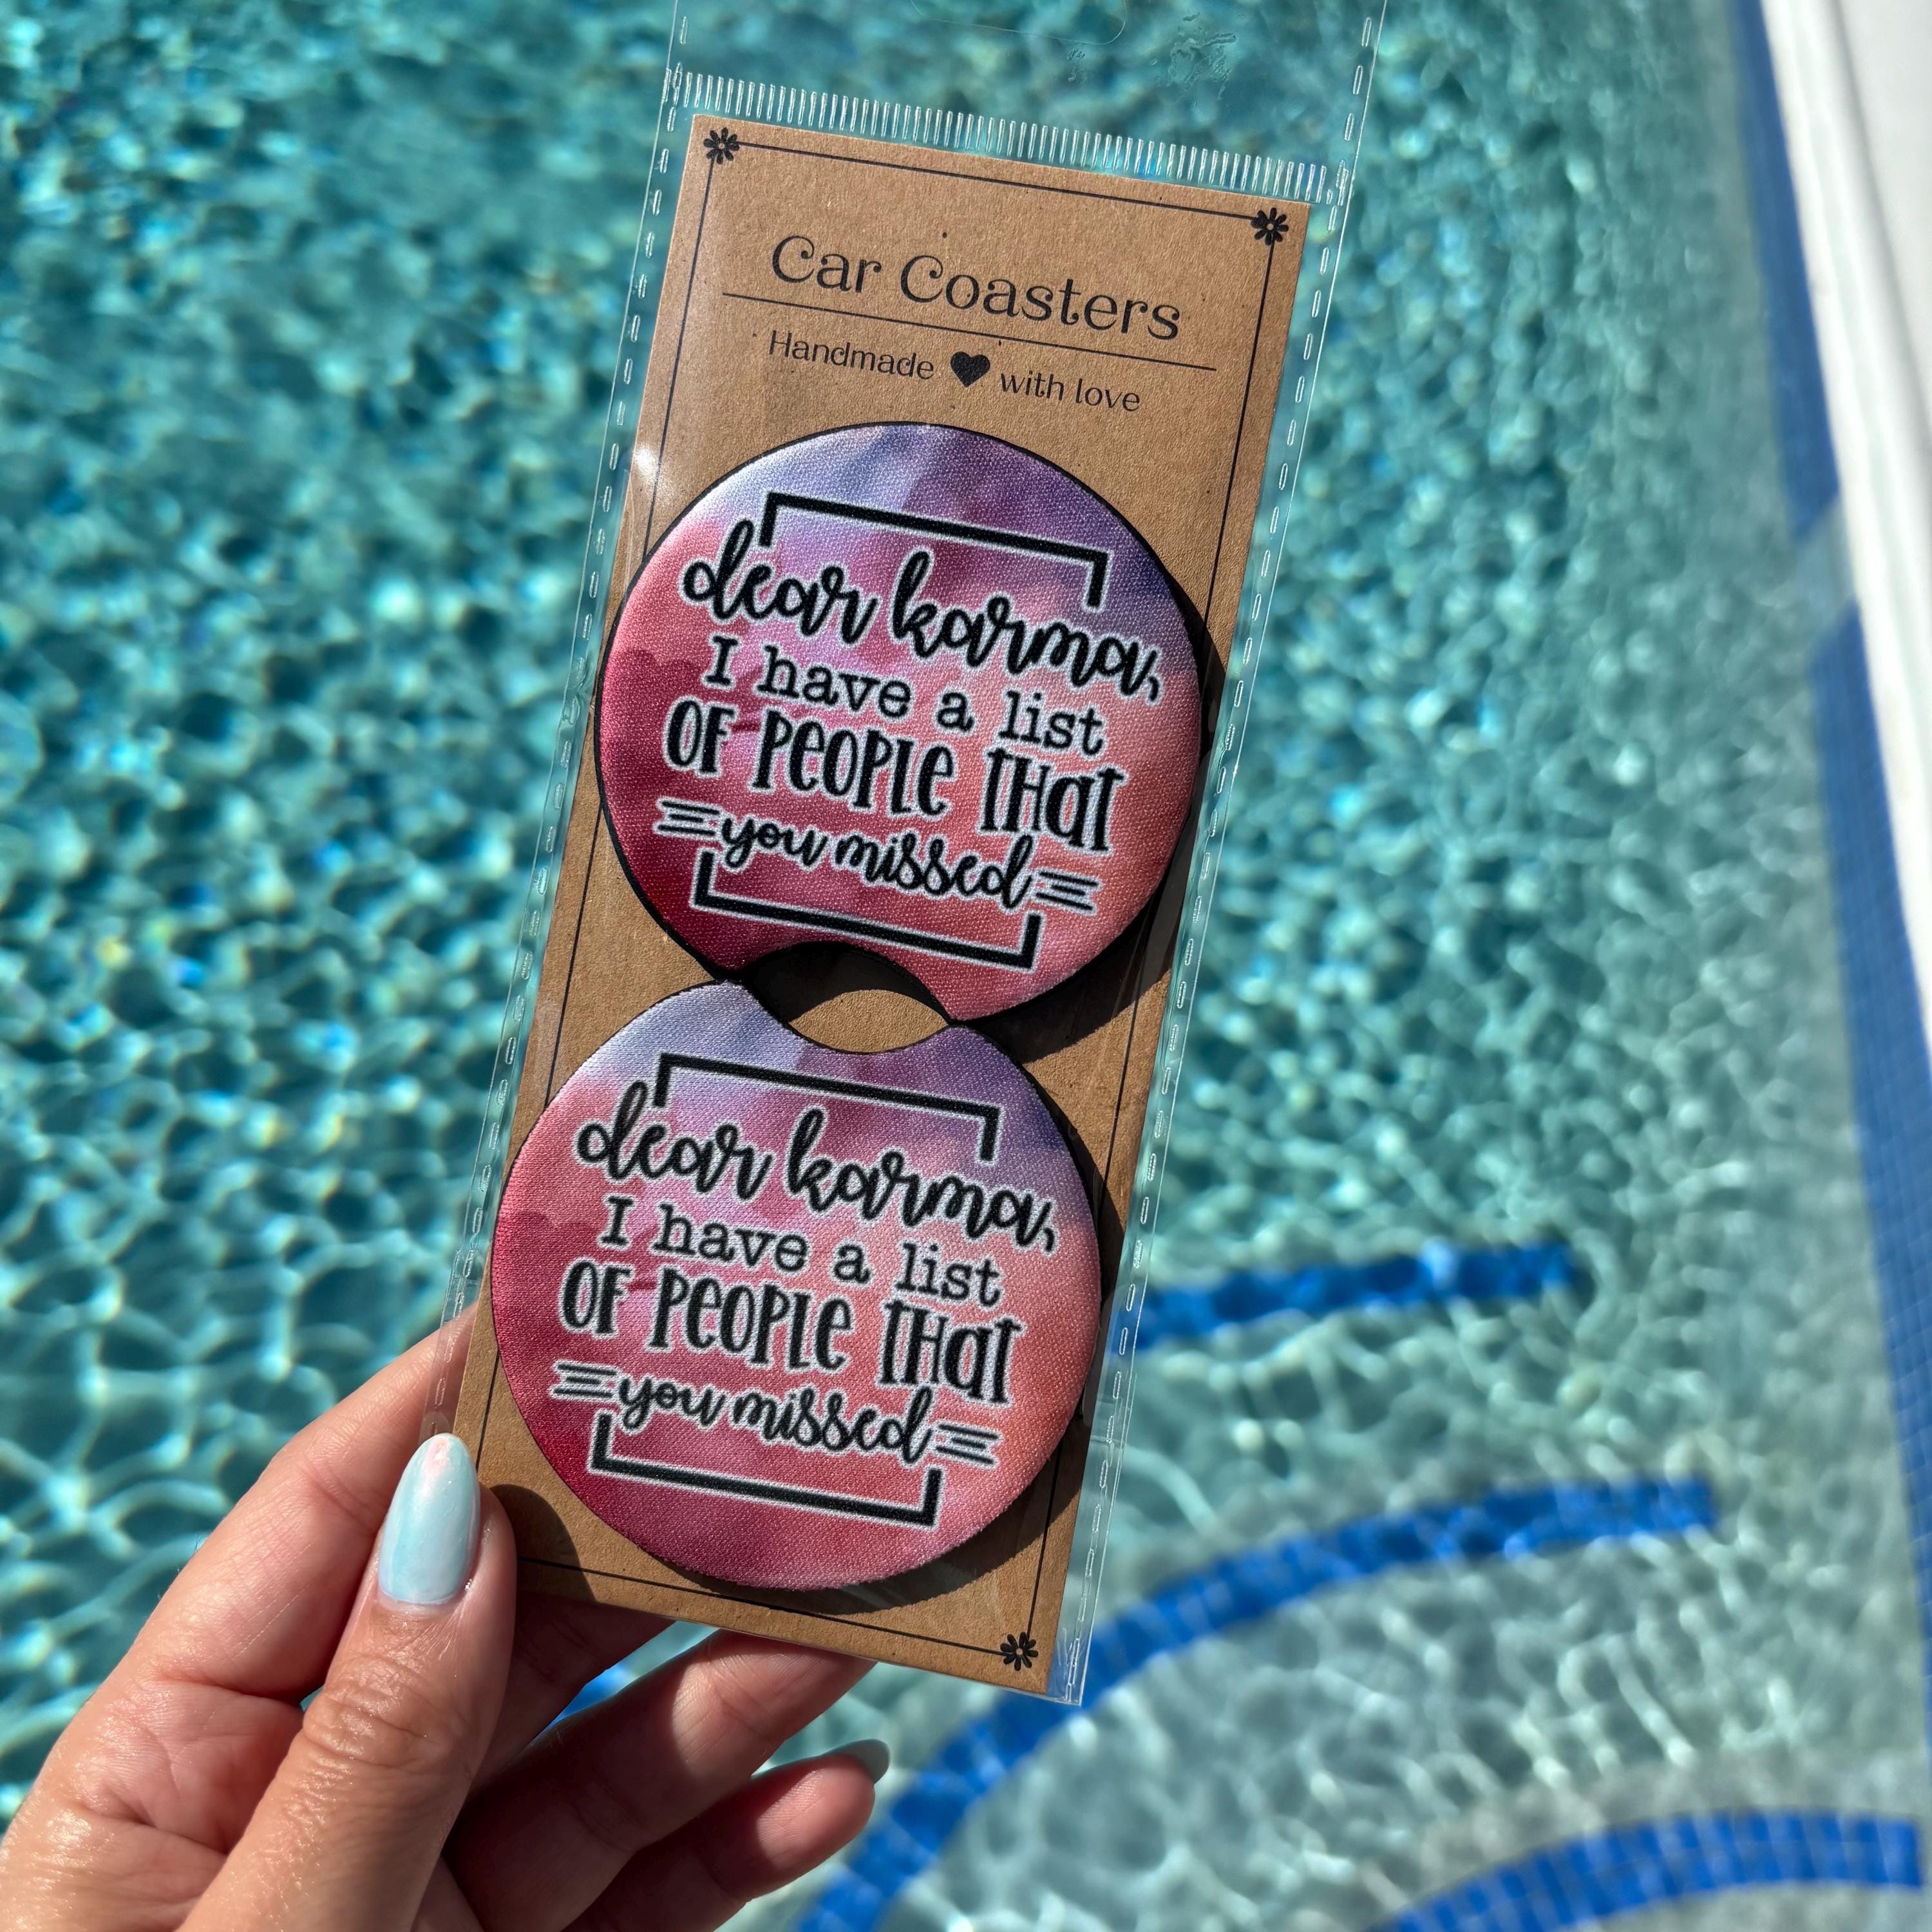 Car Coasters
Handmade ♥ with love
dear karma,
I have a list
OF PEOPLE THAT
you missed
dear karma,
I have a list
OF PEOPLE THAT
you missed